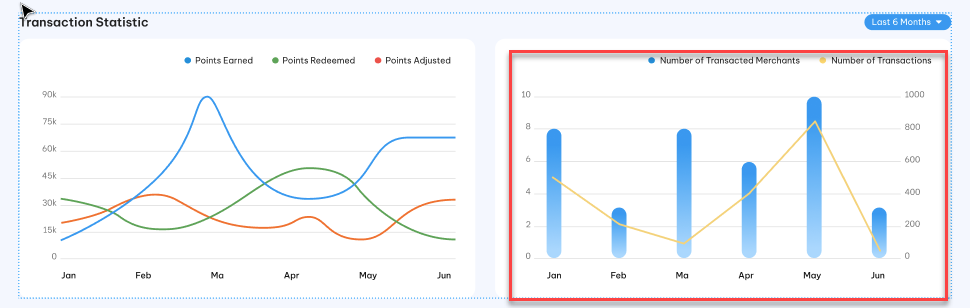 Transaction Statistic
Last 6 Months
Points Earned Points Redeemed Points Adjusted
90k
75k
60k
45k
30k
15k
0
Jan Feb Ma Apr May Jun
Number of Transacted Merchants Number of Transactions
10 1000
8 800
6 600
4 400
2 200
0 0
Jan Feb Ma Apr May Jun